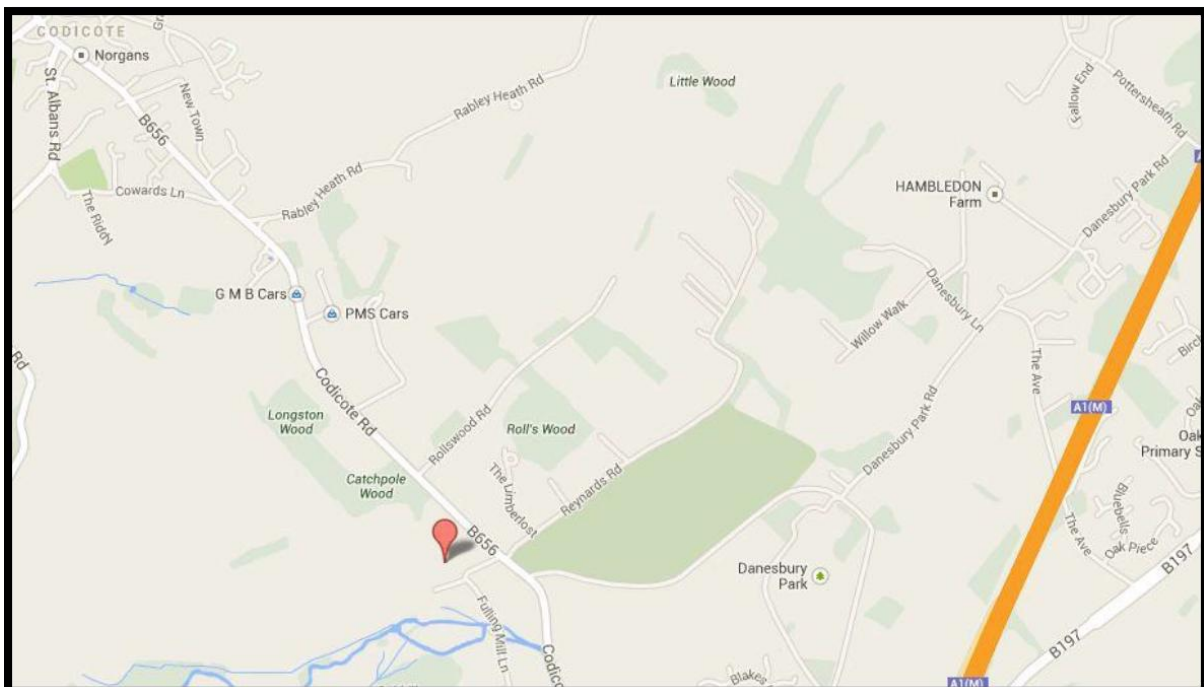 CODICOTE
Norgans
St. Albans Rd
New Town
B656
Rabley Heath Rd
Little Wood
Fallow End
Pottersheath Rd
Cowards Ln
The Riddy
Rabley Heath Rd
HAMBLEDON
Farm
Danesbury Park Rd
G M B Cars
PMS Cars
Willow Walk
Danesbury Ln
Rd
Codicote Rd
The Ave
A1(M)
Longston
Wood
Rollswood Rd
Roll's Wood
Danesbury Park Rd
Oak
Primary S
Catchpole
Wood
The Limberlost
Reynards Rd
Bluebells
B656
The Ave
Oak Piece
Danesbury
Park
B197
Fulling Mill Ln
Codico
B197
Blakes
A1(M)